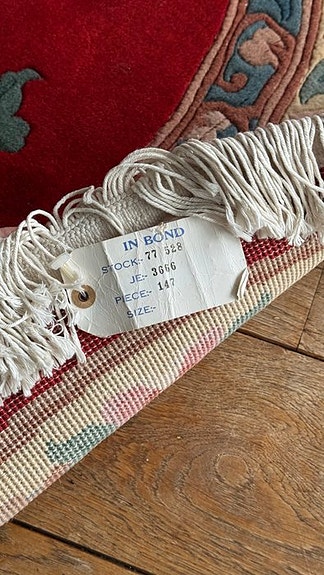 IN BOND
STOCK:- 77 528
JE:- 3666
PIECE:- 147
SIZE:-